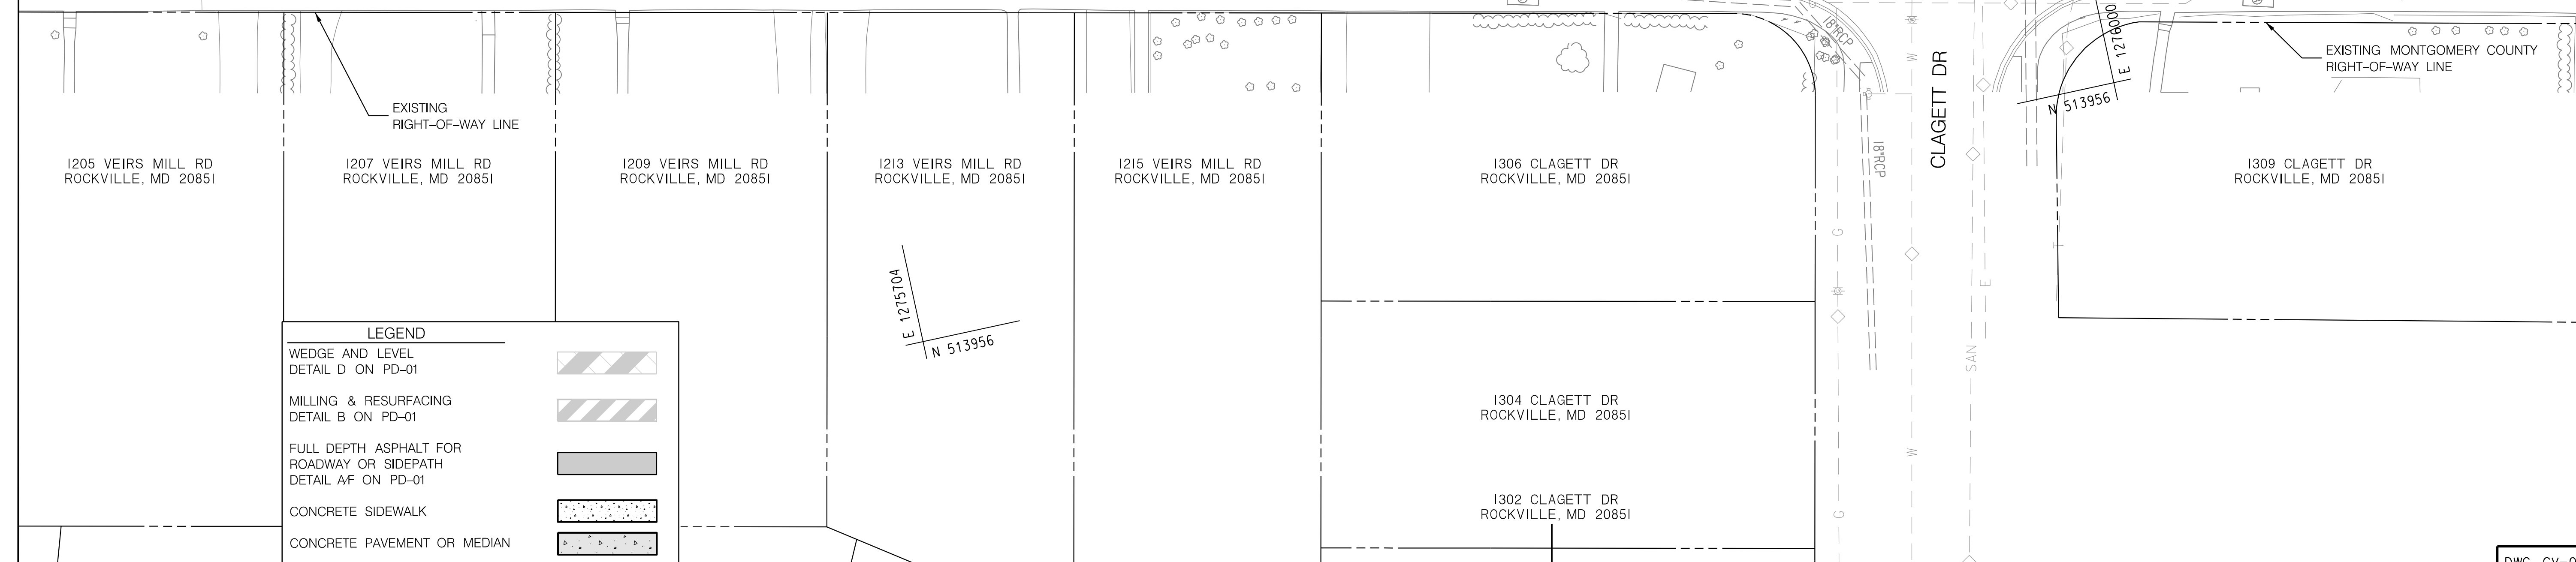 EXISTING
RIGHT-OF-WAY LINE
18"RCP
CLAGETT DR
E 1276000
N 513956
EXISTING MONTGOMERY COUNTY
RIGHT-OF-WAY LINE
1205 VEIRS MILL RD
ROCKVILLE, MD 20851
1207 VEIRS MILL RD
ROCKVILLE, MD 20851
1209 VEIRS MILL RD
ROCKVILLE, MD 20851
1213 VEIRS MILL RD
ROCKVILLE, MD 20851
1215 VEIRS MILL RD
ROCKVILLE, MD 20851
1306 CLAGETT DR
ROCKVILLE, MD 20851
18"RCP
1309 CLAGETT DR
ROCKVILLE, MD 20851
W
G
T
E
E 1275704
N 513956
SAN
LEGEND
WEDGE AND LEVEL
DETAIL D ON PD-01
MILLING & RESURFACING
DETAIL B ON PD-01
FULL DEPTH ASPHALT FOR
ROADWAY OR SIDEPATH
DETAIL A/F ON PD-01
CONCRETE SIDEWALK
CONCRETE PAVEMENT OR MEDIAN
1304 CLAGETT DR
ROCKVILLE, MD 20851
W
1302 CLAGETT DR
ROCKVILLE, MD 20851
G